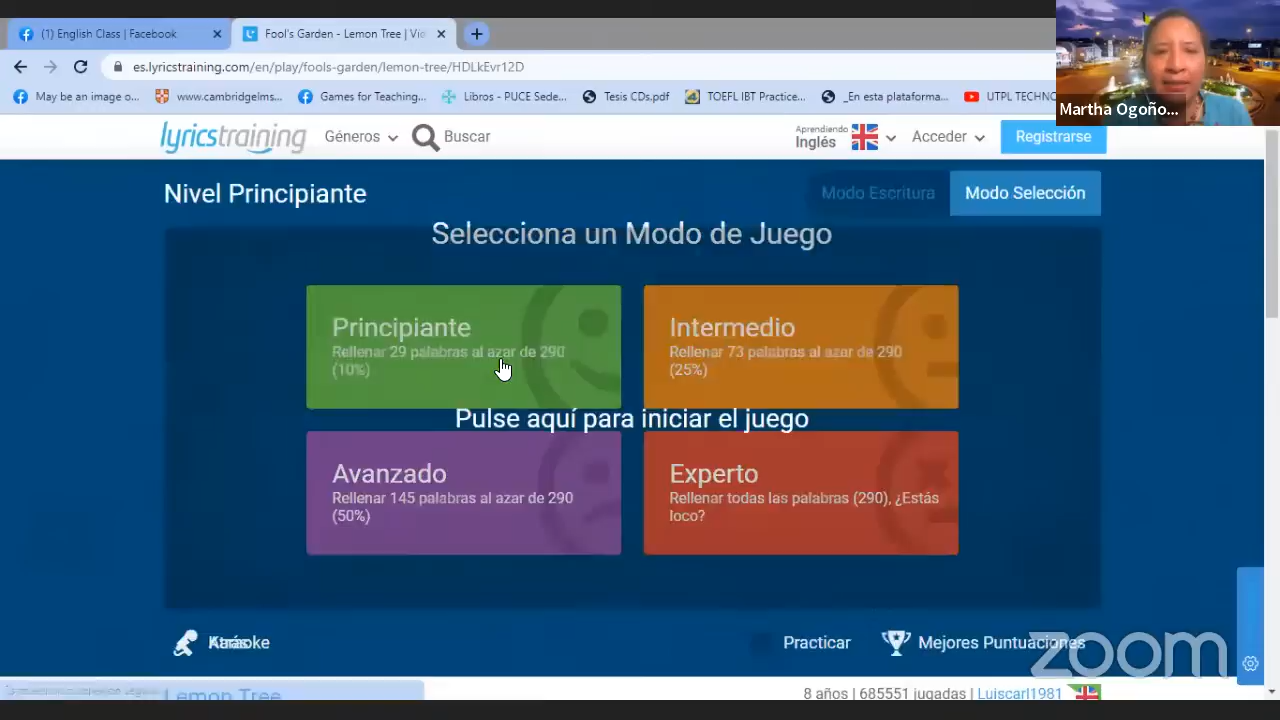 (1) English Class | Facebook
Fool's Garden - Lemon Tree | Vi
es.lyricstraining.com/en/play/fools-garden/lemon-tree/HDLkEvr12D
May be an image o...
www.cambridgelms...
Games for Teaching,...
Libros - PUCE Sede...
Tesis CDs.pdf
TOEFL IBT Practice...
_En esta plataforma...
UTPL TECHNO
Martha Ogoño...
lyricstraining
Géneros
Buscar
Aprendiendo
Inglés
Acceder
Registrarse
Nivel Principiante
Modo Escritura
Modo Selección
Selecciona un Modo de Juego
Principiante
Rellenar 29 palabras al azar de 290
(10%)
Intermedio
Rellenar 73 palabras al azar de 290
(25%)
Pulse aquí para iniciar el juego
Avanzado
Rellenar 145 palabras al azar de 290
(50%)
Experto
Rellenar todas las palabras (290), ¿Estás
loco?
Karaoke
Practicar
Mejores Puntuaciones
zoom
Lemon Tree
8 años | 685551 jugadas | Luiscarl1981